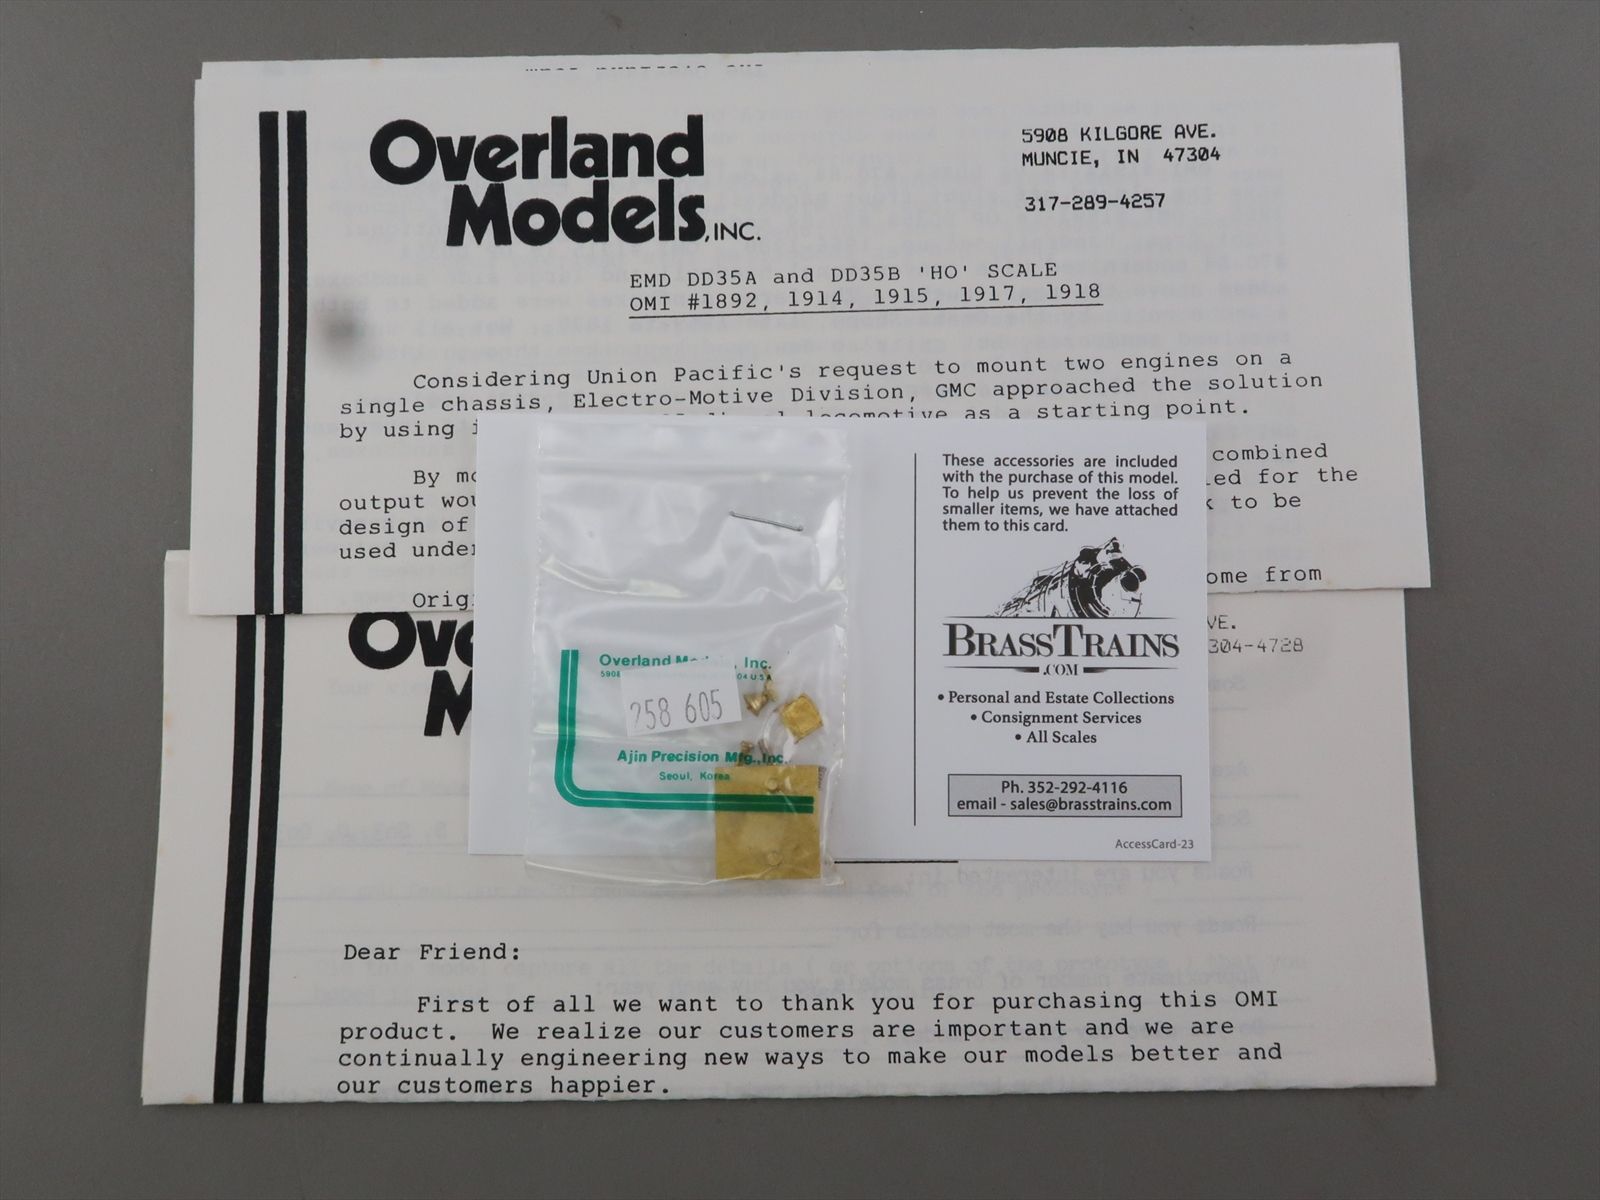 Overland
Models, INC.
5908 KILGORE AVE.
MUNCIE, IN 47304
317-289-4257
EMD DD35A and DD35B 'HO' SCALE
OMI #1892, 1914, 1915, 1917, 1918
Considering Union Pacific's request to mount two engines on a
single chassis, Electro-Motive Division, GMC approached the solution
by using locomotive as a starting point.
By combined
output for the
design of to be
used
from
These accessories are included
with the purchase of this model.
To help us prevent the loss of
smaller items, we have attached
them to this card.
BRASSTRAINS
.COM
• Personal and Estate Collections
• Consignment Services
• All Scales
Ph. 352-292-4116
email - sales@brasstrains.com
AccessCard-23
Overland , Inc.
258 605
Ajin Precision Mfg., Inc.
Seoul, Korea
304-4728
Dear Friend:
First of all we want to thank you for purchasing this OMI
product. We realize our customers are important and we are
continually engineering new ways to make our models better and
our customers happier.